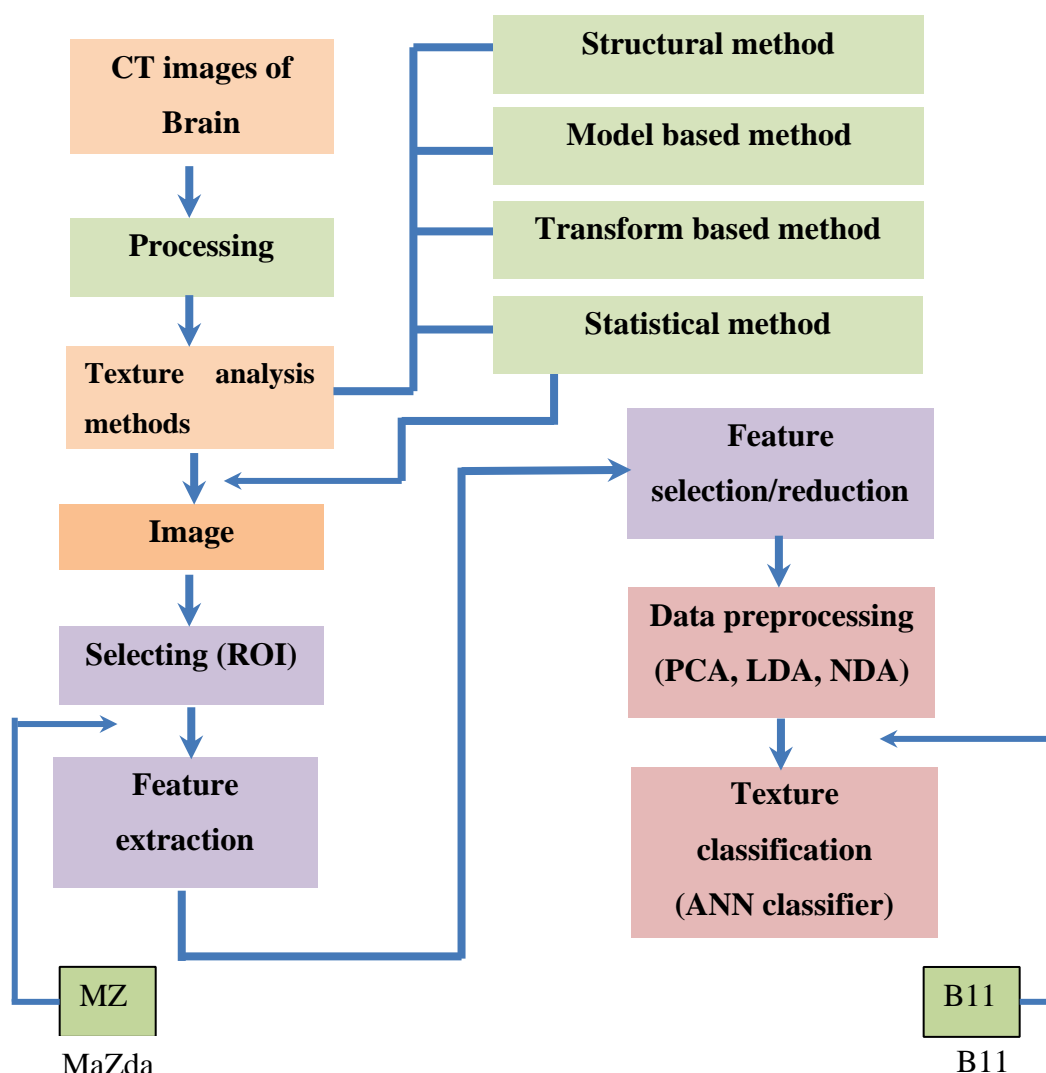 CT images of
Brain
Processing
Texture analysis
methods
Image
Selecting (ROI)
Feature
extraction
MZ
MaZda
Structural method
Model based method
Transform based method
Statistical method
Feature
selection/reduction
Data preprocessing
(PCA, LDA, NDA)
Texture
classification
(ANN classifier)
B11
B11